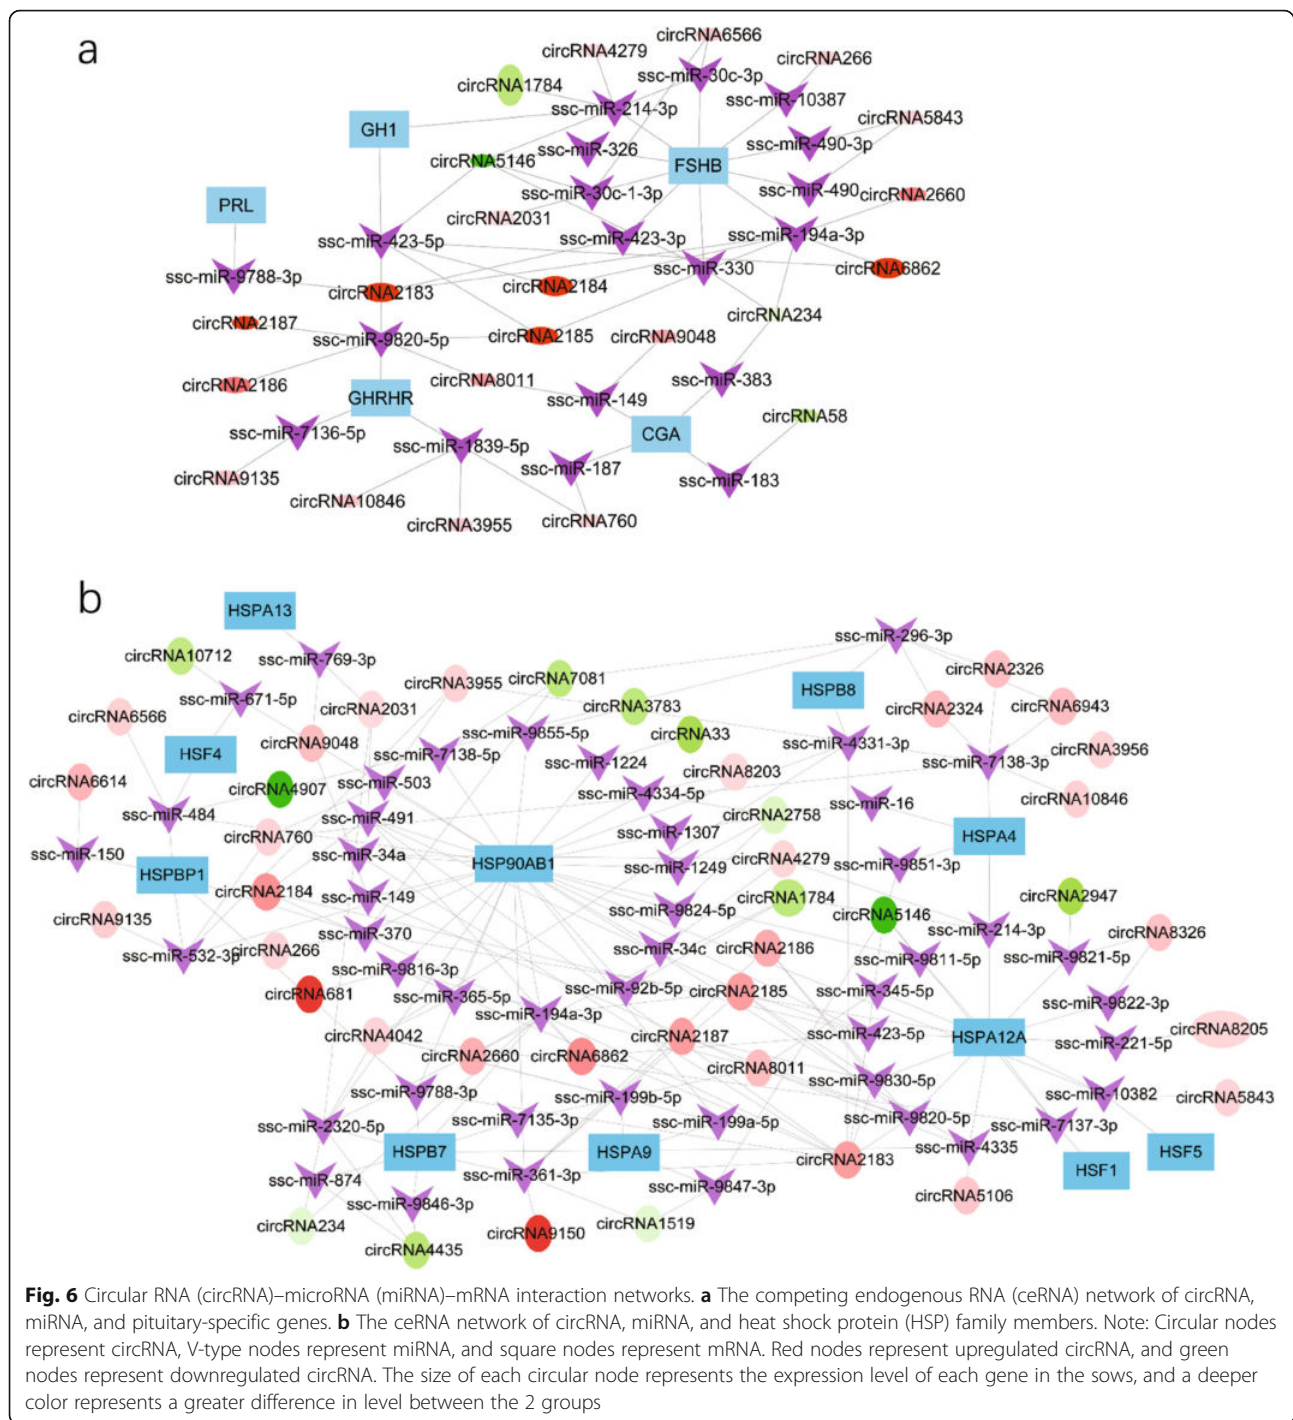 a
circRNA6566
circRNA4279
circRNA266
ssc-miR-30c-3p
circRNA1784
ssc-miR-10387
ssc-miR-214-3p
circRNA5843
GH1
ssc-miR-490-3p
ssc-miR-326
circRNA5146
FSHB
ssc-miR-30c-1-3p
ssc-miR-490
circRNA2660
PRL
circRNA2031
ssc-miR-423-5p
ssc-miR-423-3p
ssc-miR-194a-3p
ssc-miR-9788-3p
ssc-miR-330
circRNA6862
circRNA2183
circRNA2184
circRNA234
circRNA2187
ssc-miR-9820-5p
circRNA2185
circRNA9048
circRNA2186
circRNA8011
ssc-miR-383
GHRHR
ssc-miR-149
circRNA58
ssc-miR-7136-5p
ssc-miR-1839-5p
CGA
ssc-miR-187
circRNA9135
ssc-miR-183
circRNA10846
circRNA3955
circRNA760
b
HSPA13
ssc-miR-296-3p
circRNA10712
ssc-miR-769-3p
circRNA2326
circRNA3955
circRNA7081
HSPB8
ssc-miR-671-5p
circRNA6566
circRNA2031
circRNA3783
circRNA2324
circRNA6943
circRNA9048
ssc-miR-9855-5p
circRNA33
ssc-miR-4331-3p
circRNA3956
HSF4
ssc-miR-7138-5p
ssc-miR-1224
ssc-miR-7138-3p
circRNA6614
circRNA4907
ssc-miR-503
circRNA8203
circRNA10846
ssc-miR-4334-5p
ssc-miR-16
ssc-miR-484
ssc-miR-491
circRNA2758
circRNA760
ssc-miR-1307
HSPA4
ssc-miR-150
ssc-miR-34a
HSP90AB1
ssc-miR-1249
circRNA4279
ssc-miR-9851-3p
HSPBP1
circRNA2184
ssc-miR-149
circRNA1784
circRNA2947
circRNA9135
ssc-miR-9824-5p
circRNA5146
ssc-miR-370
ssc-miR-214-3p
circRNA8326
ssc-miR-532-3p
circRNA266
ssc-miR-34c
circRNA2186
ssc-miR-9811-5p
ssc-miR-9821-5p
ssc-miR-9816-3p
circRNA681
ssc-miR-365-5p
ssc-miR-92b-5p
circRNA2185
ssc-miR-345-5p
ssc-miR-9822-3p
ssc-miR-194a-3p
circRNA4042
circRNA2187
ssc-miR-423-5p
HSPA12A
ssc-miR-221-5p
circRNA8205
circRNA2660
circRNA6862
circRNA8011
ssc-miR-9830-5p
ssc-miR-9788-3p
ssc-miR-199b-5p
ssc-miR-10382
circRNA5843
ssc-miR-2320-5p
ssc-miR-7135-3p
ssc-miR-199a-5p
ssc-miR-9820-5p
ssc-miR-7137-3p
HSPB7
HSPA9
circRNA2183
ssc-miR-4335
HSF5
ssc-miR-874
ssc-miR-361-3p
ssc-miR-9847-3p
HSF1
ssc-miR-9846-3p
circRNA5106
circRNA234
circRNA9150
circRNA1519
circRNA4435
Fig. 6 Circular RNA (circRNA)–microRNA (miRNA)–mRNA interaction networks. a The competing endogenous RNA (ceRNA) network of circRNA,
miRNA, and pituitary-specific genes. b The ceRNA network of circRNA, miRNA, and heat shock protein (HSP) family members. Note: Circular nodes
represent circRNA, V-type nodes represent miRNA, and square nodes represent mRNA. Red nodes represent upregulated circRNA, and green
nodes represent downregulated circRNA. The size of each circular node represents the expression level of each gene in the sows, and a deeper
color represents a greater difference in level between the 2 groups